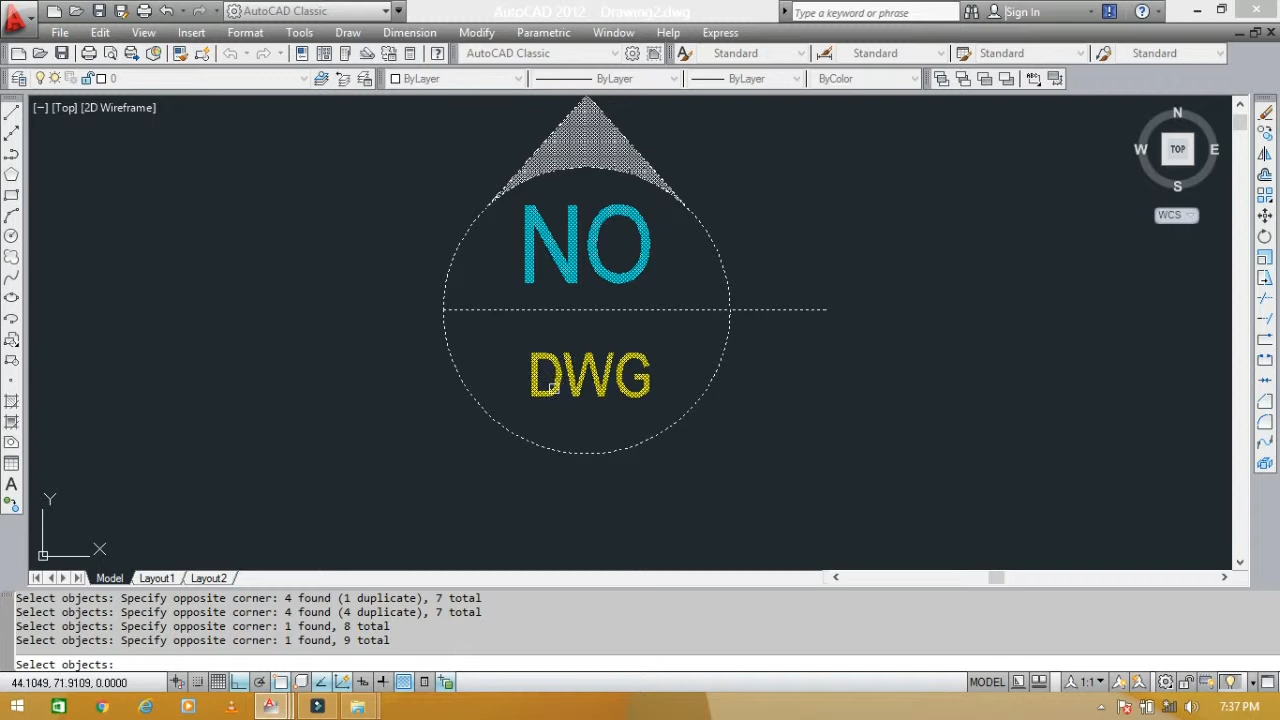 AutoCAD Classic
AutoCAD 2012 Drawing2.dwg
Type a keyword or phrase
Sign In
File Edit View Insert Format Tools Draw Dimension Modify Parametric Window Help Express
AutoCAD Classic
Standard Standard Standard Standard
0 ByLayer ByLayer ByLayer ByColor
[−] [Top] [2D Wireframe]
N
W TOP E
S
WCS
NO
DWG
Y
X
Model Layout1 Layout2
Select objects: Specify opposite corner: 4 found (1 duplicate), 7 total
Select objects: Specify opposite corner: 4 found (4 duplicate), 7 total
Select objects: Specify opposite corner: 1 found, 8 total
Select objects: Specify opposite corner: 1 found, 9 total
Select objects:
44.1049, 71.9109, 0.0000
MODEL 1:1
7:37 PM